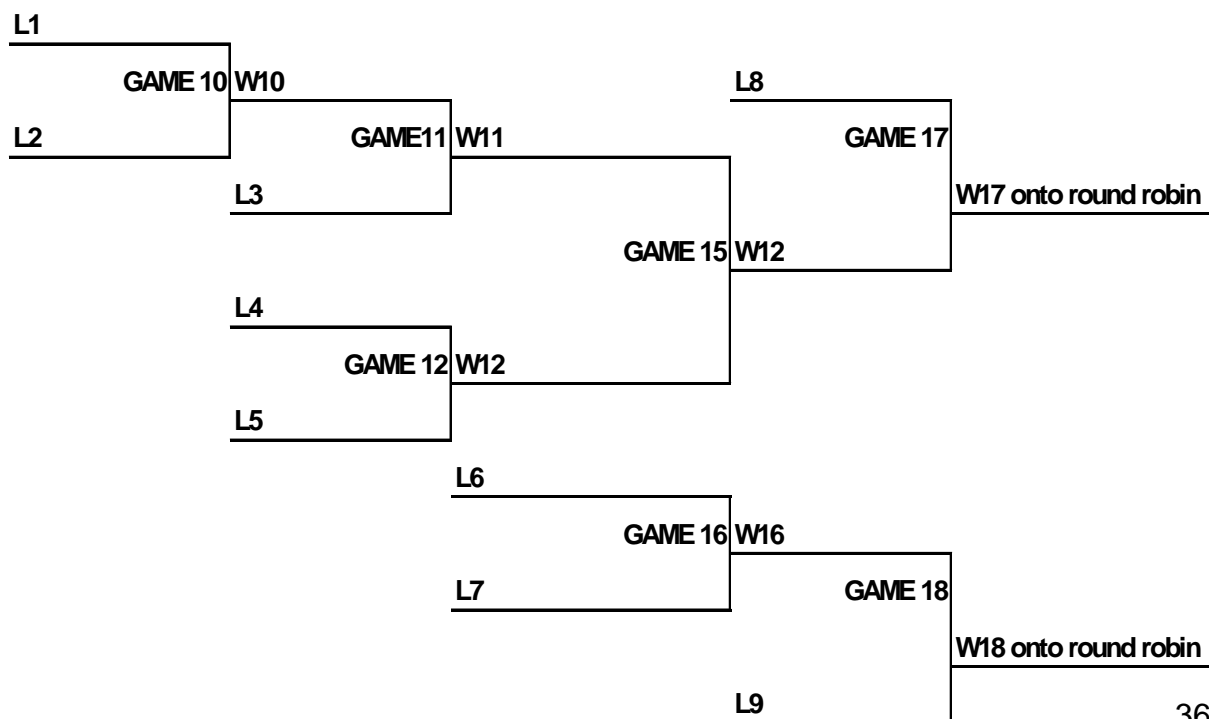 L1
GAME 10 W10
L8
L2
GAME11 W11
GAME 17
L3
W17 onto round robin
GAME 15 W12
L4
GAME 12 W12
L5
L6
GAME 16 W16
L7
GAME 18
W18 onto round robin
L9
36